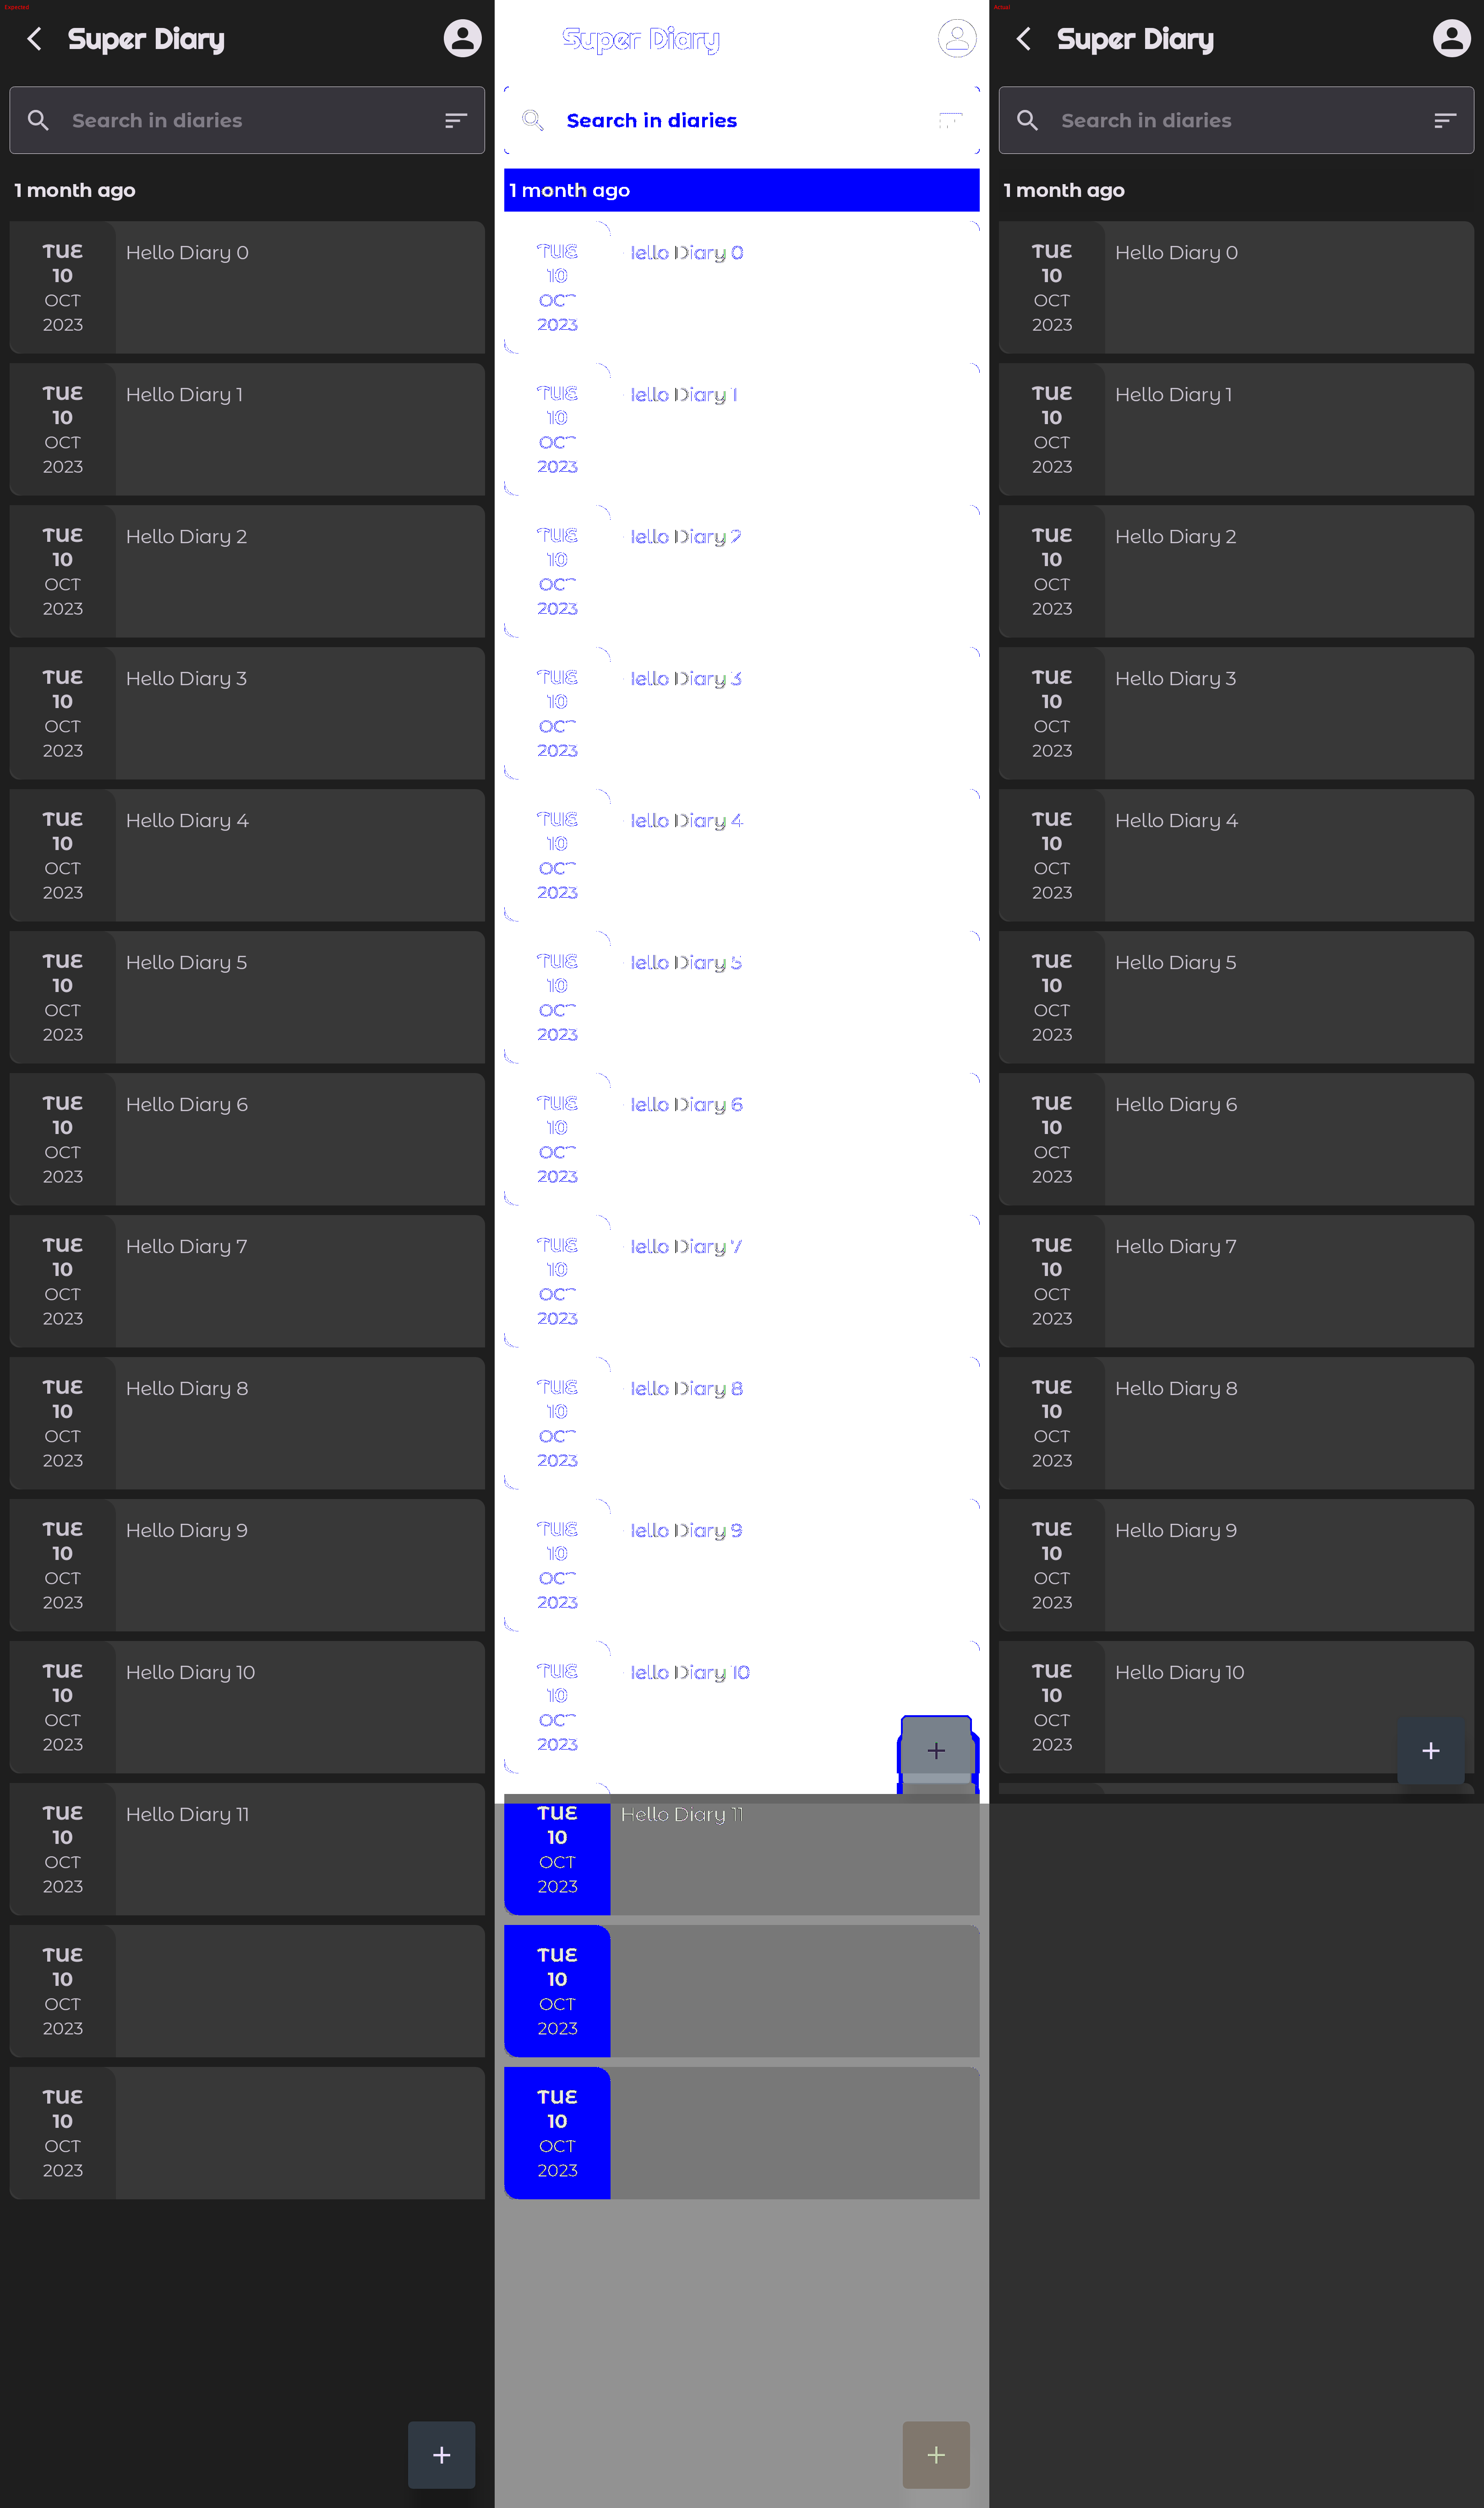 Expected
Super Diary
Search in diaries
1 month ago
TUE
10
OCT
2023
Hello Diary 0
TUE
10
OCT
2023
Hello Diary 1
TUE
10
OCT
2023
Hello Diary 2
TUE
10
OCT
2023
Hello Diary 3
TUE
10
OCT
2023
Hello Diary 4
TUE
10
OCT
2023
Hello Diary 5
TUE
10
OCT
2023
Hello Diary 6
TUE
10
OCT
2023
Hello Diary 7
TUE
10
OCT
2023
Hello Diary 8
TUE
10
OCT
2023
Hello Diary 9
TUE
10
OCT
2023
Hello Diary 10
TUE
10
OCT
2023
Hello Diary 11
TUE
10
OCT
2023
TUE
10
OCT
2023
Super Diary
Search in diaries
1 month ago
TUE
10
OC
2023
Hello Diary 0
TUE
10
OC
2023
Hello Diary 1
TUE
10
OC
2023
Hello Diary 2
TUE
10
OC
2023
Hello Diary 3
TUE
10
OC
2023
Hello Diary 4
TUE
10
OC
2023
Hello Diary 5
TUE
10
OC
2023
Hello Diary 6
TUE
10
OC
2023
Hello Diary 7
TUE
10
OC
2023
Hello Diary 8
TUE
10
OC
2023
Hello Diary 9
TUE
10
OC
2023
Hello Diary 10
TUE
10
OCT
2023
Hello Diary 11
TUE
10
OCT
2023
TUE
10
OCT
2023
Actual
Super Diary
Search in diaries
1 month ago
TUE
10
OCT
2023
Hello Diary 0
TUE
10
OCT
2023
Hello Diary 1
TUE
10
OCT
2023
Hello Diary 2
TUE
10
OCT
2023
Hello Diary 3
TUE
10
OCT
2023
Hello Diary 4
TUE
10
OCT
2023
Hello Diary 5
TUE
10
OCT
2023
Hello Diary 6
TUE
10
OCT
2023
Hello Diary 7
TUE
10
OCT
2023
Hello Diary 8
TUE
10
OCT
2023
Hello Diary 9
TUE
10
OCT
2023
Hello Diary 10